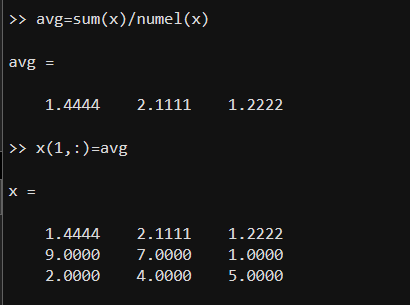 >> avg=sum(x)/numel(x)
avg =
1.4444 2.1111 1.2222
>> x(1,:)=avg
x =
1.4444 2.1111 1.2222
9.0000 7.0000 1.0000
2.0000 4.0000 5.0000